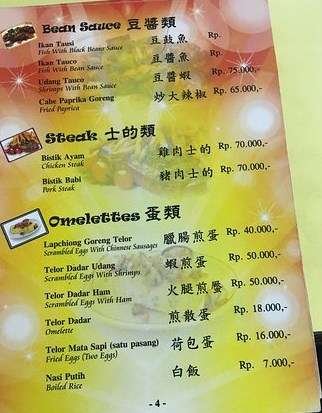 Bean Sauce 豆醬類
Ikan Tausi 豆鼓魚 Rp.
Fish With Black Beans Sauce
Ikan Tauco 豆醬魚 Rp.
Fish With Bean Sauce
Udang Tauco 豆醬蝦 Rp. 75.000,-
Shrimps With Bean Sauce
Cabe Paprika Goreng 炒大辣椒 Rp. 65.000,-
Fried Paprica
Steak 士的類
Bistik Ayam 雞肉士的 Rp. 70.000,-
Chicken Steak
Bistik Babi 豬肉士的 Rp. 70.000,-
Pork Steak
Omelettes 蛋類
Lapchiong Goreng Telor 臘腸煎蛋 Rp. 40.000,-
Scrambled Eggs With Chinnese Sausages
Telor Dadar Udang 蝦煎蛋 Rp. 50.000,-
Scrambled Eggs With Shrimps
Telor Dadar Ham 火腿煎蛋 Rp. 50.000,-
Scrambled Eggs With Ham
Telor Dadar 煎散蛋 Rp. 18.000,-
Omelette
Telor Mata Sapi (satu pasang) 荷包蛋 Rp. 16.000,-
Fried Eggs (Two Eggs)
Nasi Putih 白飯 Rp. 7.000,-
Boiled Rice
- 4 -